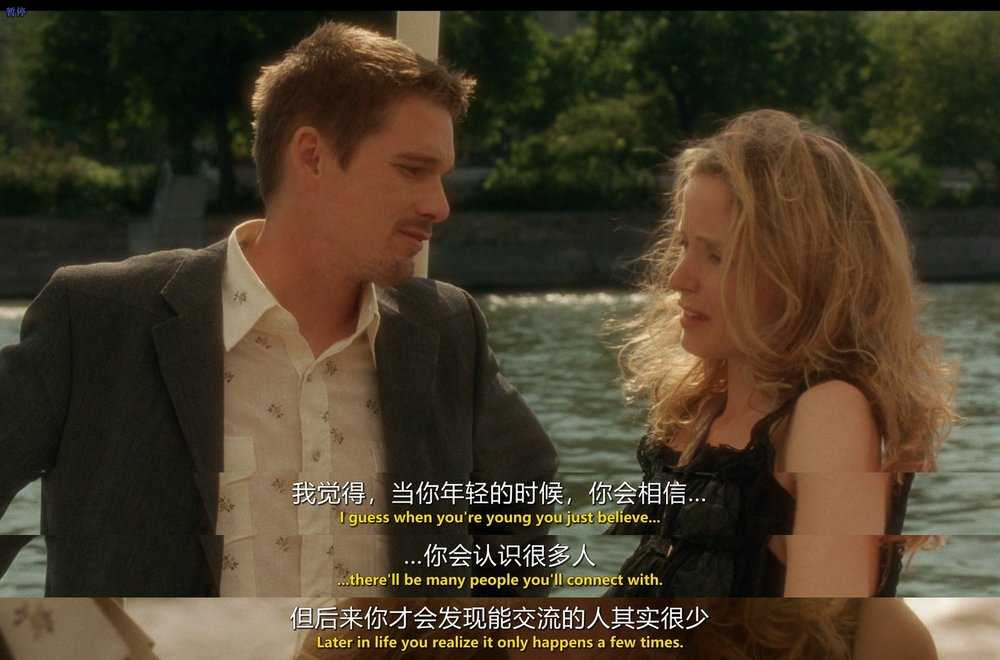 暂停
我觉得，当你年轻的时候，你会相信...
I guess when you're young you just believe...
...你会认识很多人
...there'll be many people you'll connect with.
但后来你才会发现能交流的人其实很少
Later in life you realize it only happens a few times.